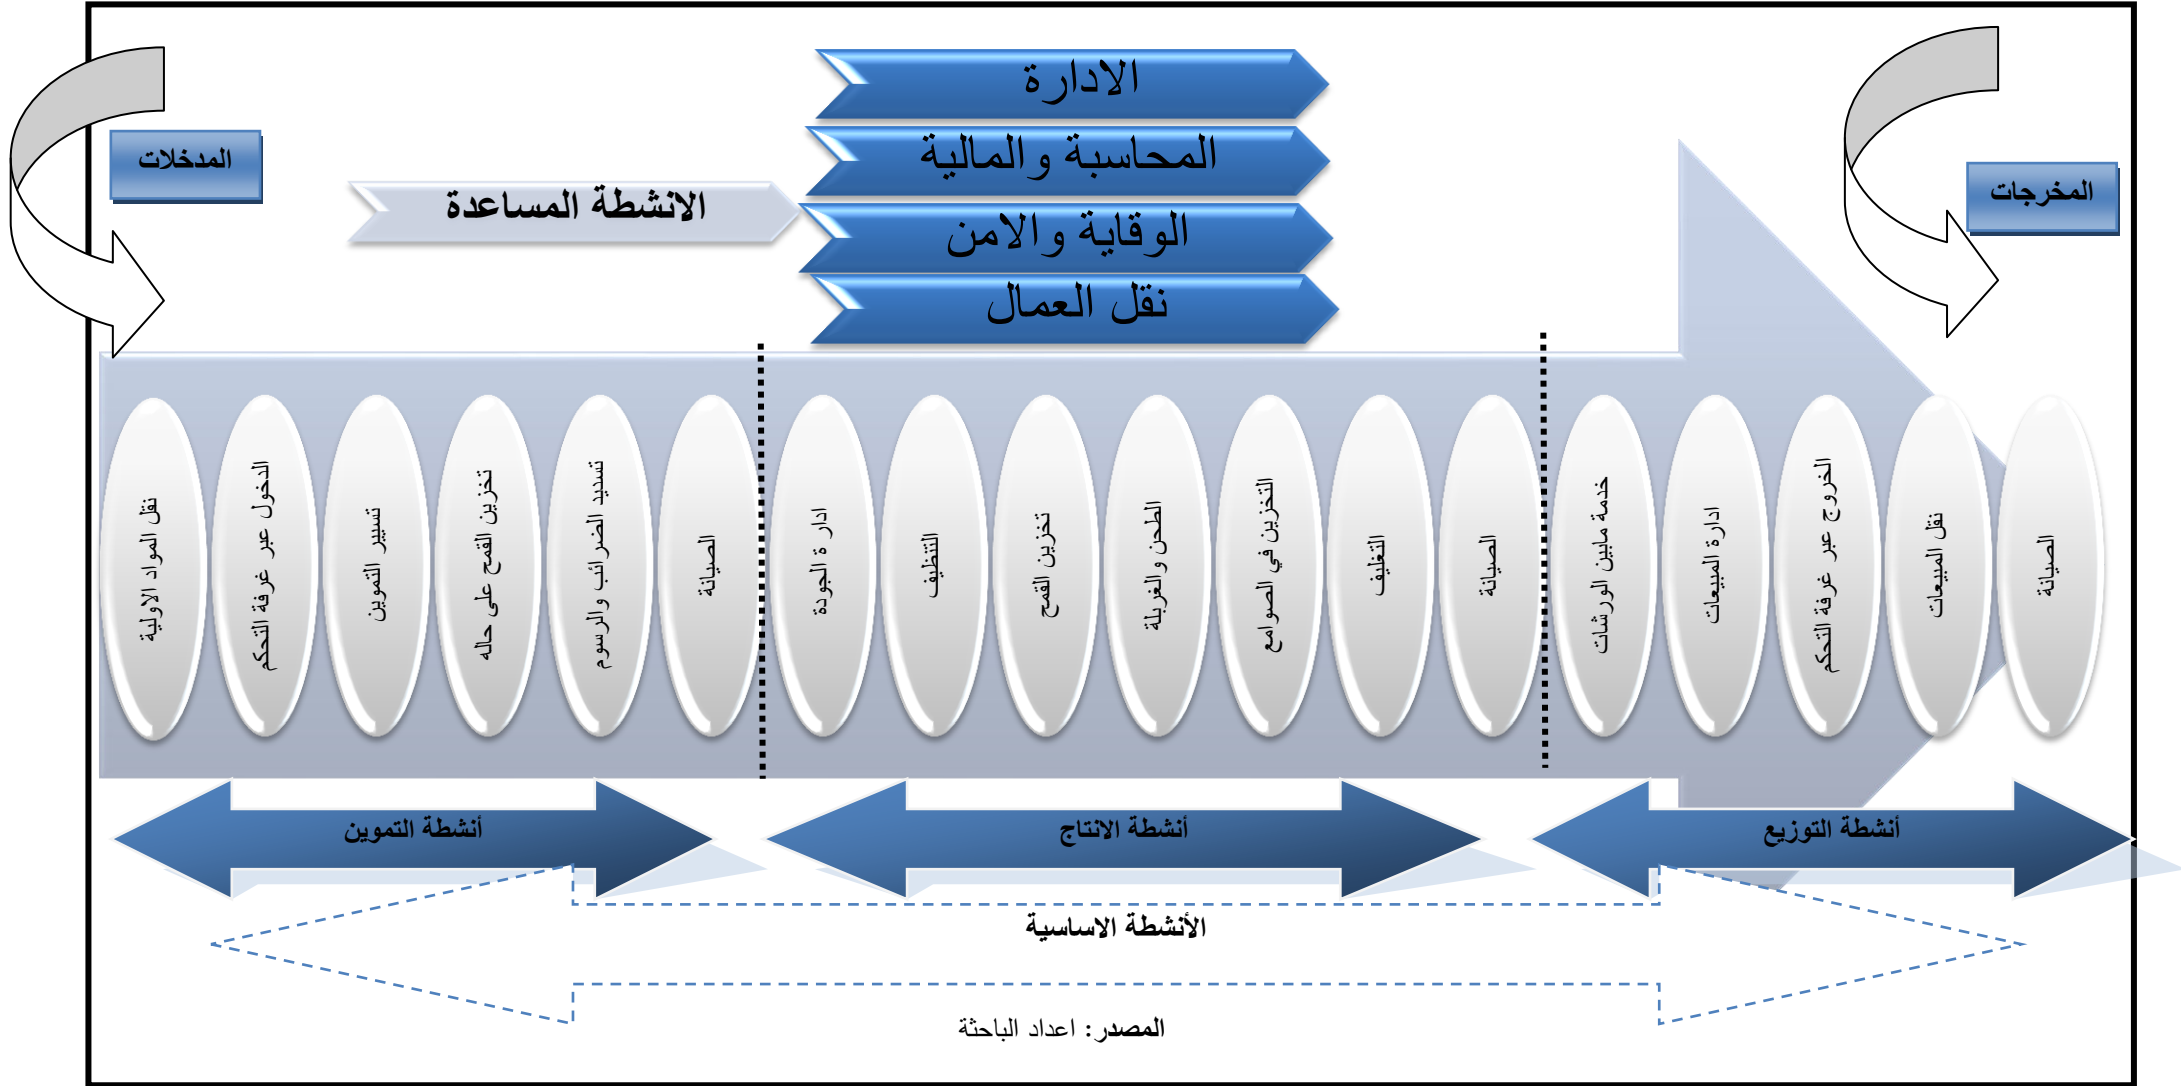 الادارة
المحاسبة والمالية
الوقاية والامن
نقل العمال
الانشطة المساعدة
المدخلات
المخرجات
نقل المواد الاولية
الدخول عبر غرفة التحكم
تسيير التموين
تخزين القمح على حاله
تسديد الضرائب والرسوم
الصيانة
ادار ة الجودة
التنظيف
تخزين القمح
الطحن والغربلة
التخزين في الصوامع
التغليف
الصيانة
خدمة مابين الورشات
ادارة المبيعات
الخروج عبر غرفة التحكم
نقل المبيعات
الصيانة
أنشطة التموين
أنشطة الانتاج
أنشطة التوزيع
الأنشطة الاساسية
المصدر: اعداد الباحثة